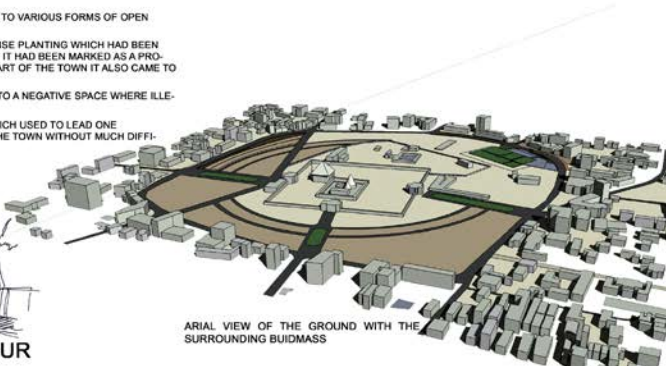 TO VARIOUS FORMS OF OPEN
NSE PLANTING WHICH HAD BEEN
IT HAD BEEN MARKED AS A PRO-
ART OF THE TOWN IT ALSO CAME TO
TO A NEGATIVE SPACE WHERE ILLE-
ICH USED TO LEAD ONE
HE TOWN WITHOUT MUCH DIFFI-
ARIAL VIEW OF THE GROUND WITH THE
SURROUNDING BUIDMASS
UR